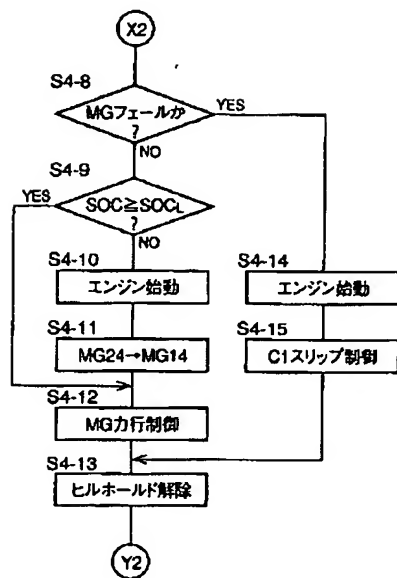 X2
S4-8
MGフェールか
?
YES
NO
S4-9
YES
SOC≧SOCL
?
NO
S4-10
エンジン始動
S4-14
エンジン始動
S4-11
MG24→MG14
S4-15
C1スリップ制御
S4-12
MG力行制御
S4-13
ヒルホールド解除
Y2